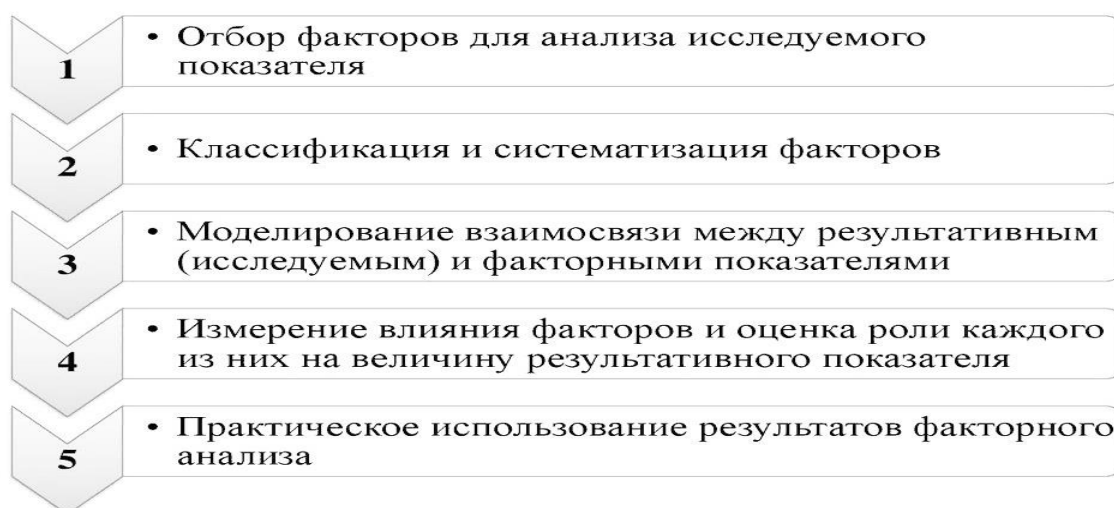 1
• Отбор факторов для анализа исследуемого
показателя
2
• Классификация и систематизация факторов
3
• Моделирование взаимосвязи между результативным
(исследуемым) и факторными показателями
4
• Измерение влияния факторов и оценка роли каждого
из них на величину результативного показателя
5
• Практическое использование результатов факторного
анализа